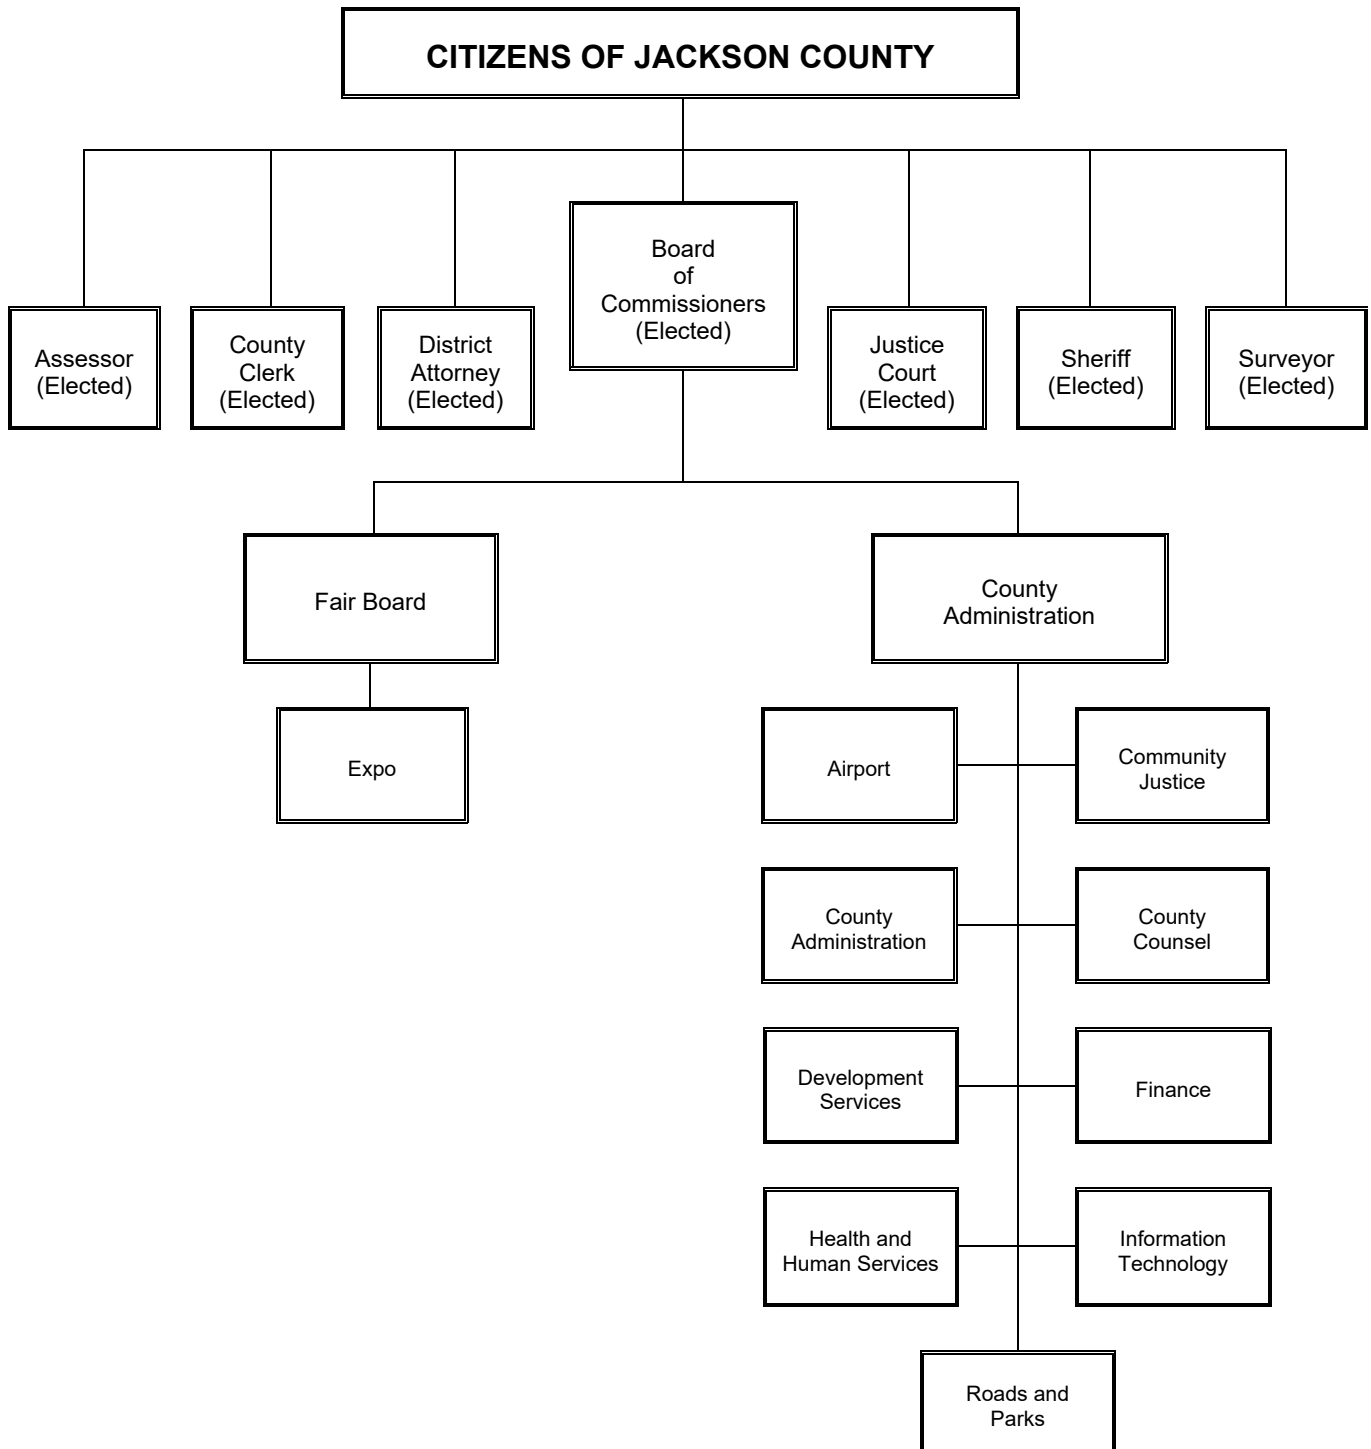 CITIZENS OF JACKSON COUNTY
Board
of
Commissioners
(Elected)
Assessor
(Elected)
County
Clerk
(Elected)
District
Attorney
(Elected)
Justice
Court
(Elected)
Sheriff
(Elected)
Surveyor
(Elected)
Fair Board
County
Administration
Expo
Airport
Community
Justice
County
Administration
County
Counsel
Development
Services
Finance
Health and
Human Services
Information
Technology
Roads and
Parks